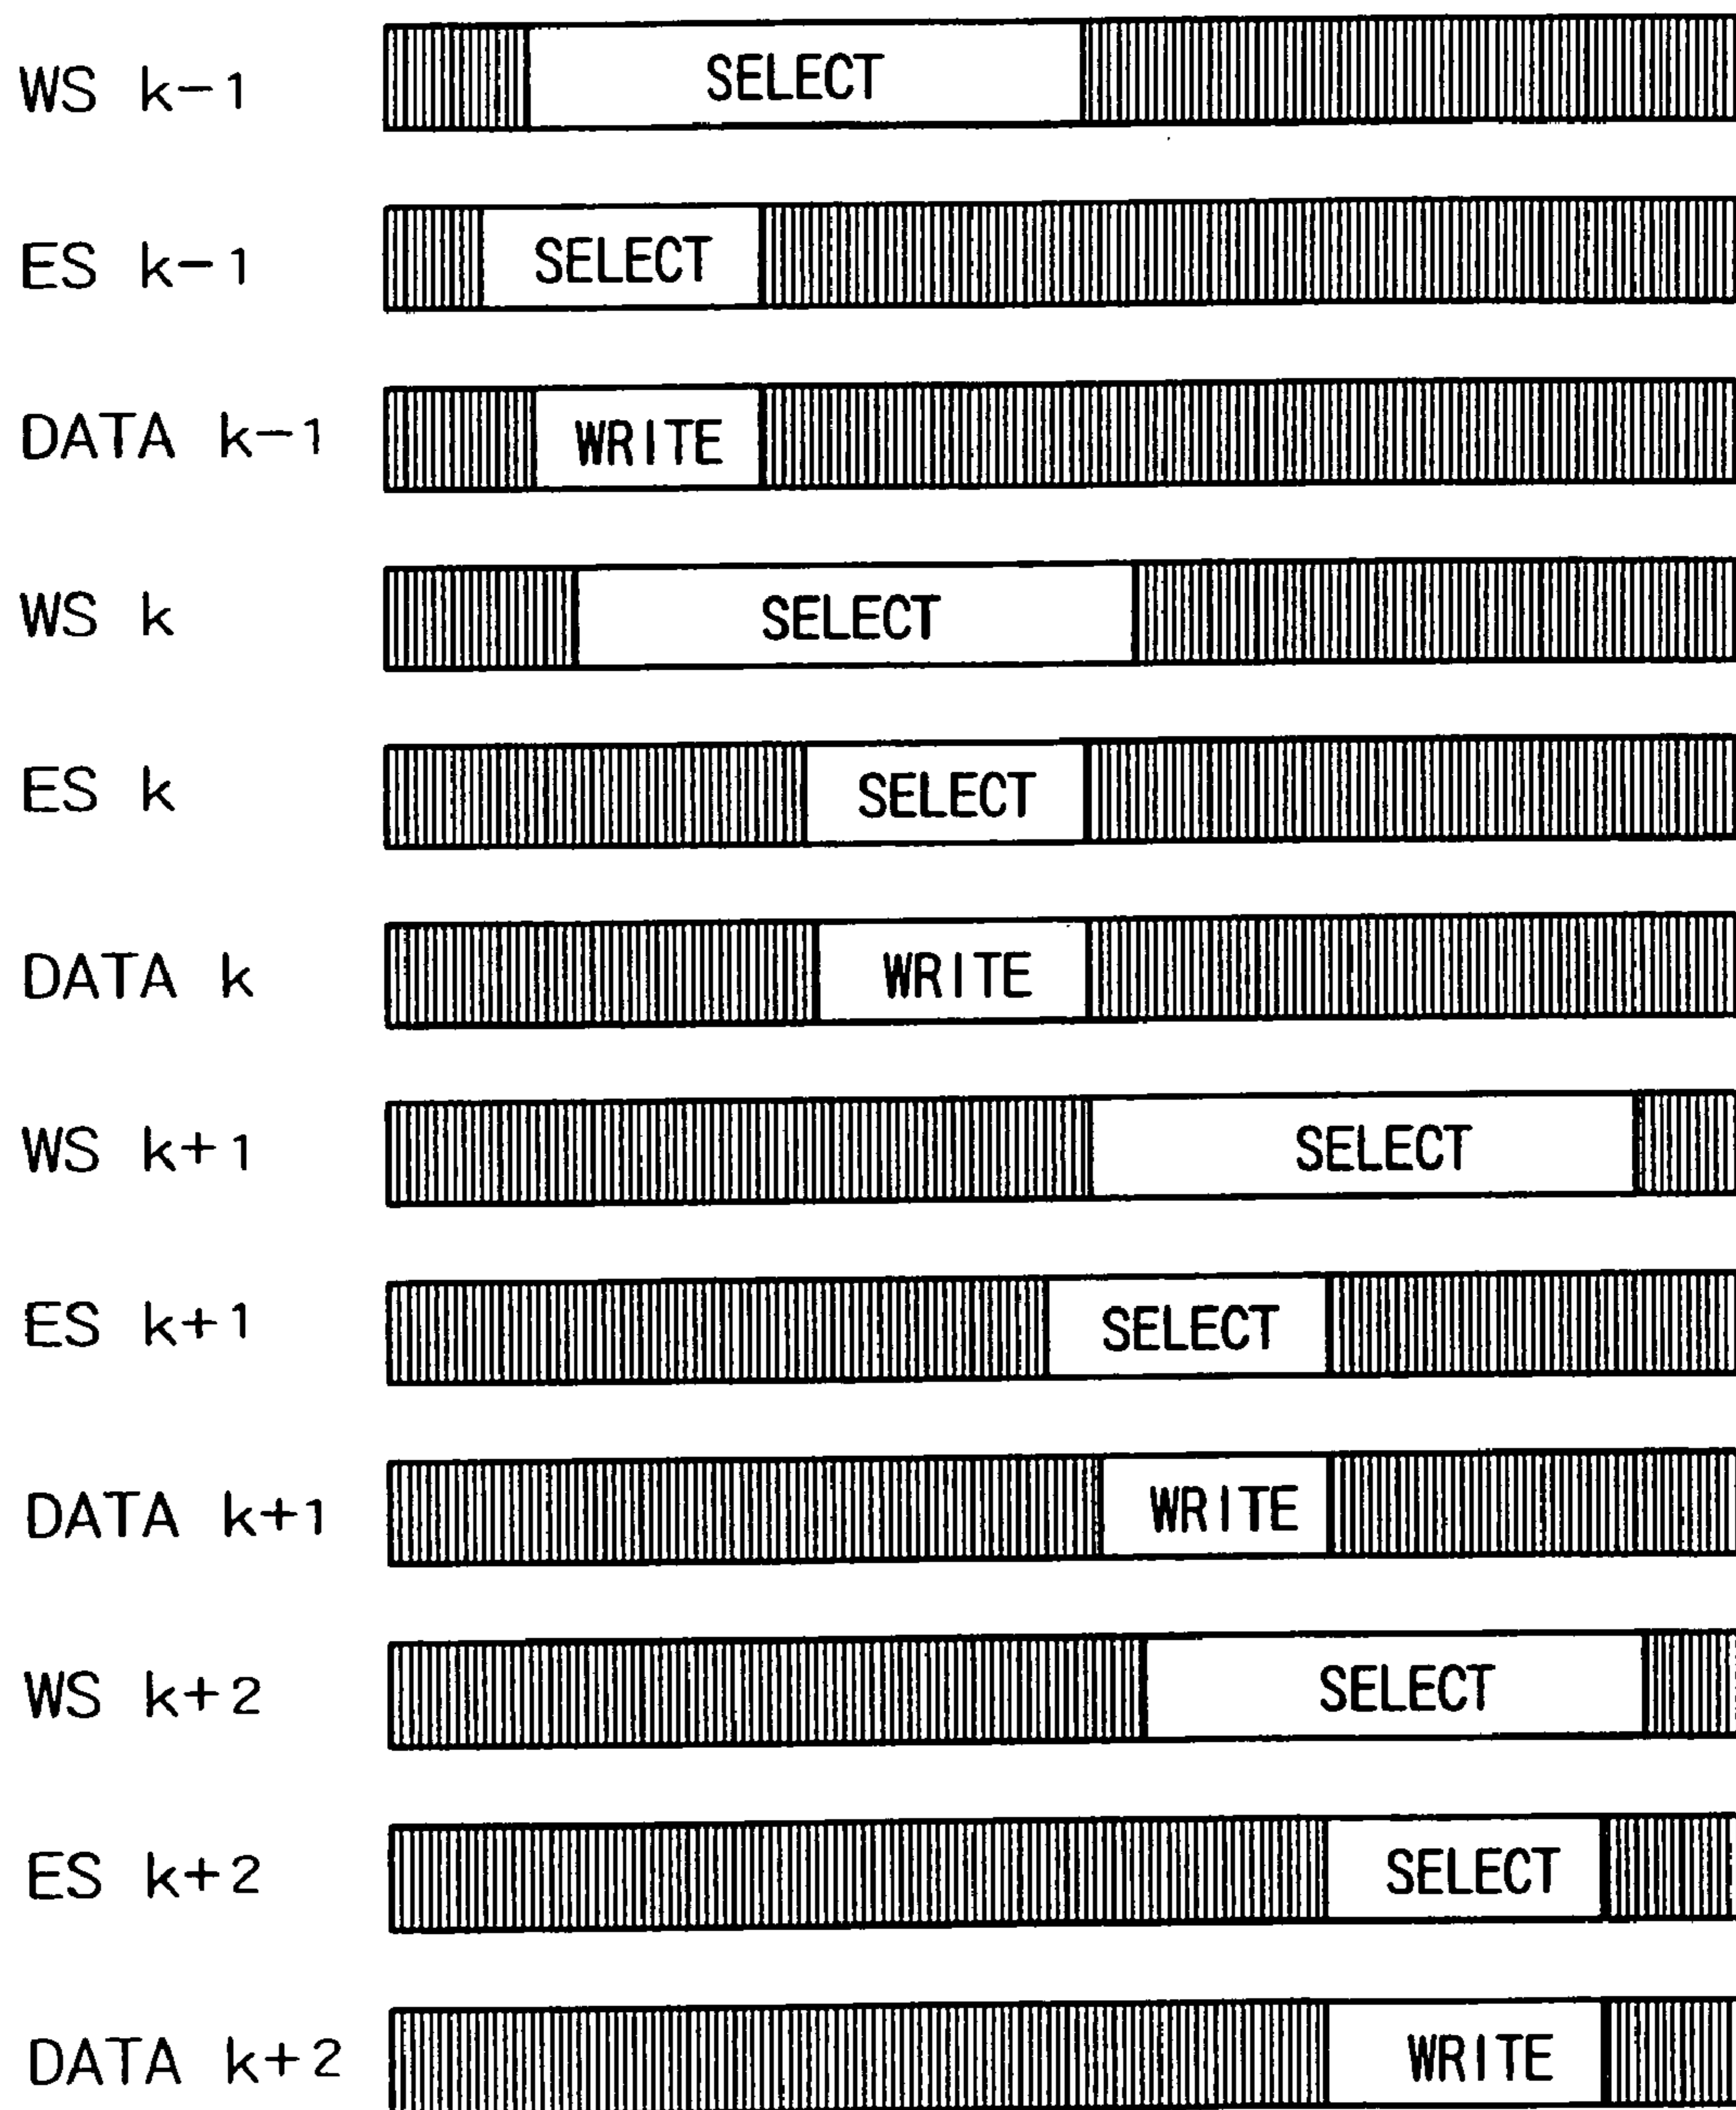 WS k-1 SELECT
ES k-1 SELECT
DATA k-1 WRITE
WS k SELECT
ES k SELECT
DATA k WRITE
WS k+1 SELECT
ES k+1 SELECT
DATA k+1 WRITE
WS k+2 SELECT
ES k+2 SELECT
DATA k+2 WRITE